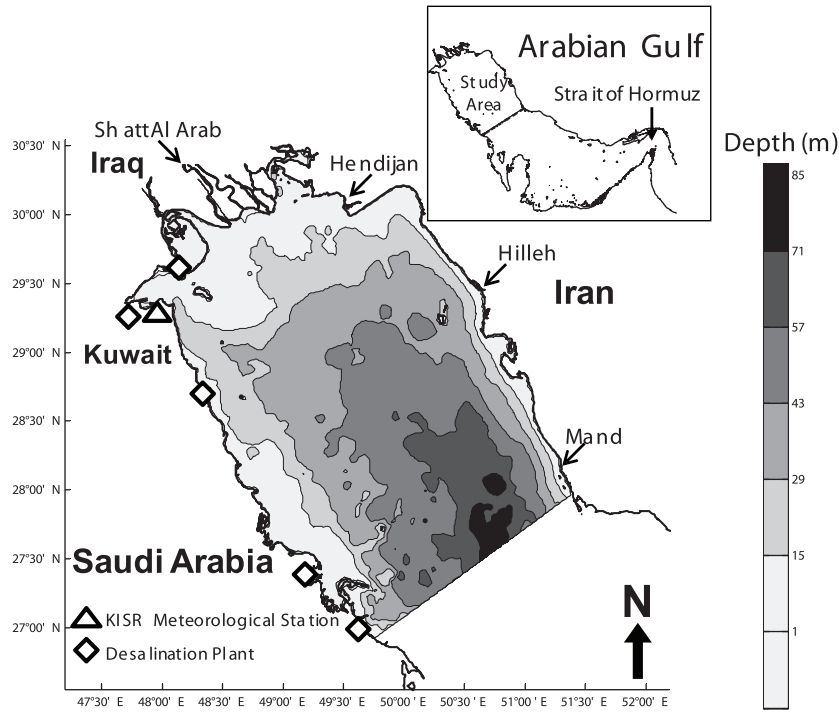 Arabian Gulf
Study
Area
Strait of Hormuz
Depth (m)
85
71
57
43
29
15
1
Shatt Al Arab
Iraq
Hendijan
Hilleh
Iran
Kuwait
Mand
Saudi Arabia
N
KISR Meteorological Station
Desalination Plant
30°30' N
30°00' N
29°30' N
29°00' N
28°30' N
28°00' N
27°30' N
27°00' N
47°30' E 48°00' E 48°30' E 49°00' E 49°30' E 50°00' E 50°30' E 51°00' E 51°30' E 52°00' E